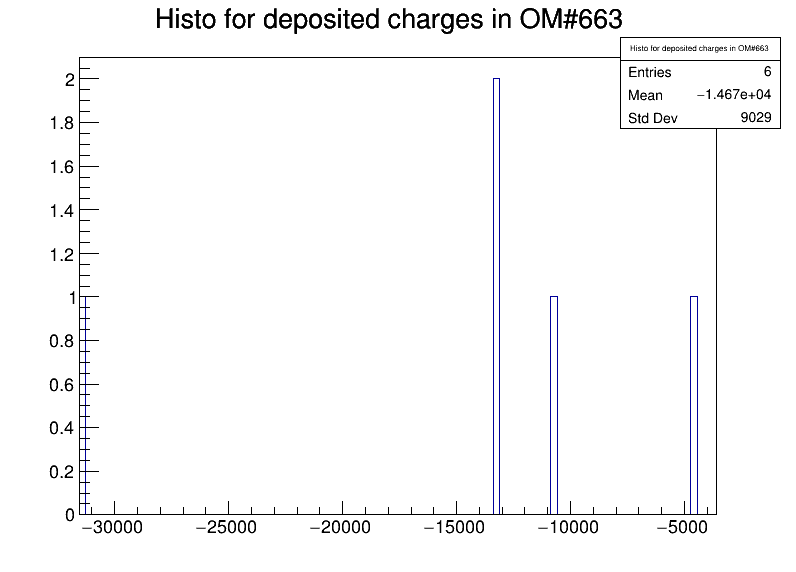 Histo for deposited charges in OM#663
Histo for deposited charges in OM#663
Entries 6
Mean −1.467e+04
Std Dev 9029
2
1.8
1.6
1.4
1.2
1
0.8
0.6
0.4
0.2
0
−30000 −25000 −20000 −15000 −10000 −5000